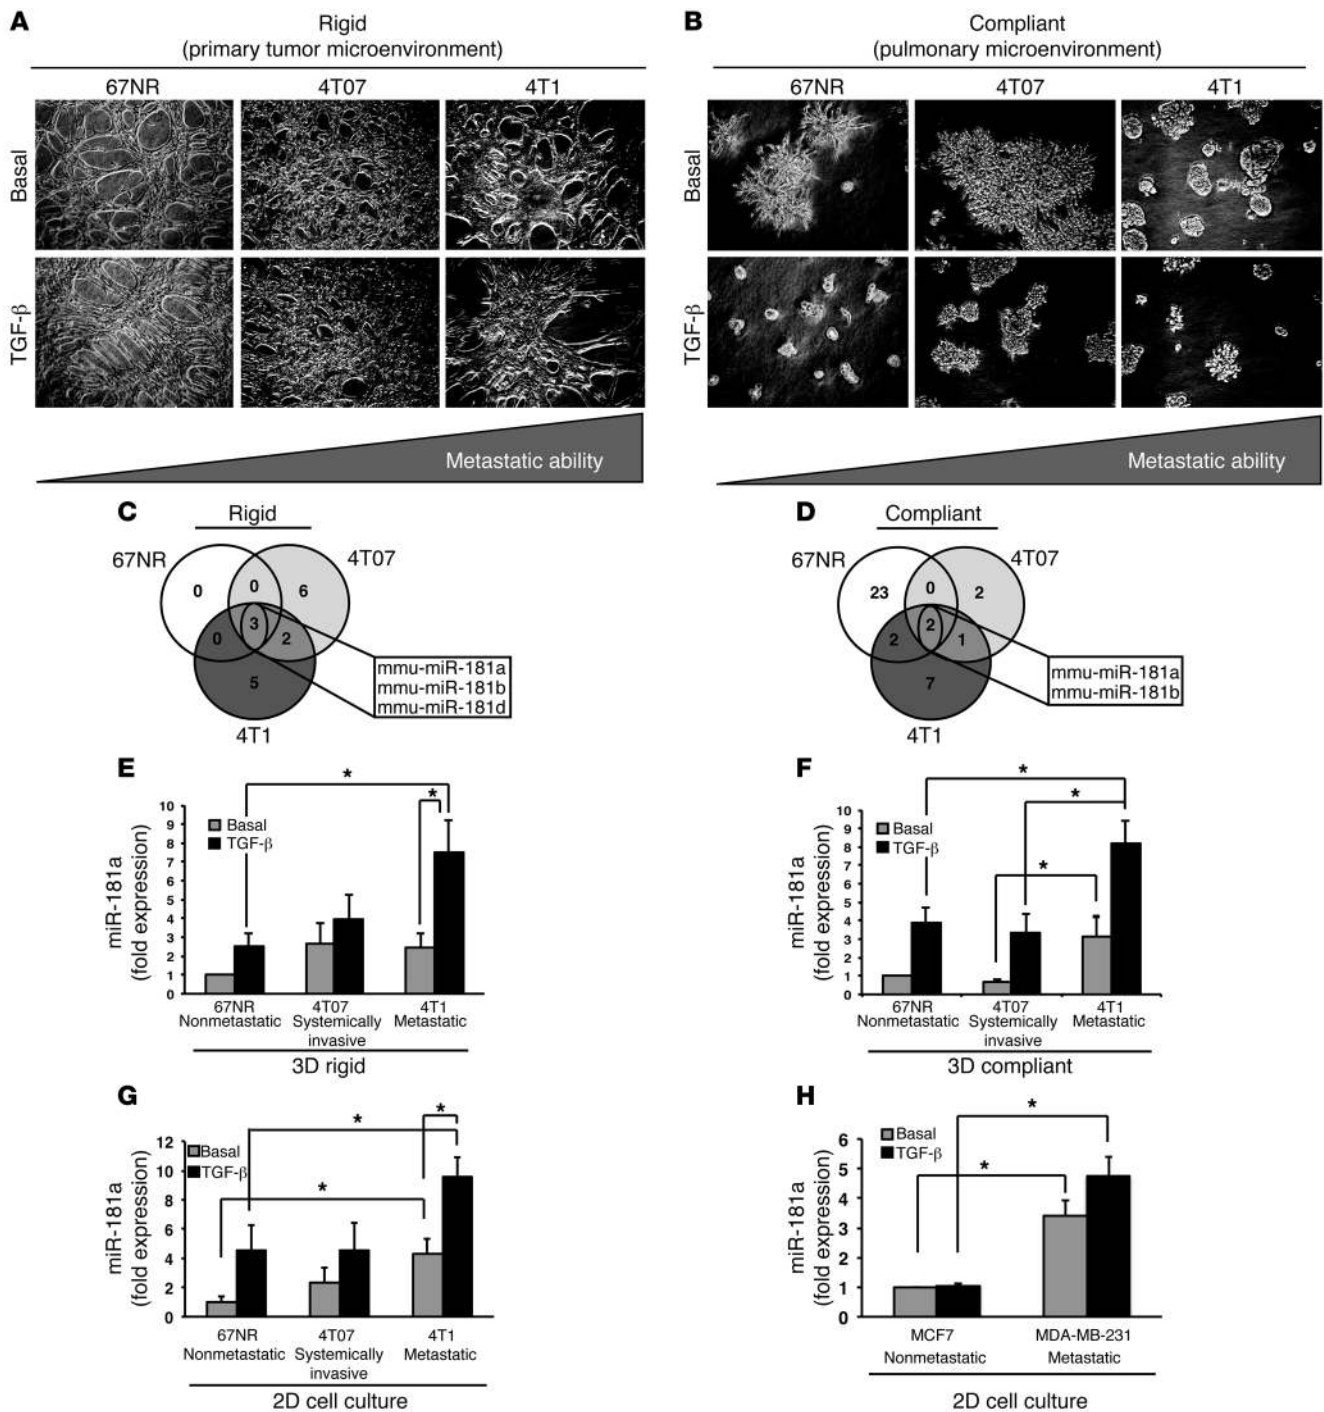 A
Rigid
(primary tumor microenvironment)
67NR 4T07 4T1
Basal
TGF-β
Metastatic ability
B
Compliant
(pulmonary microenvironment)
67NR 4T07 4T1
Basal
TGF-β
Metastatic ability
C
Rigid
67NR
4T07
0 0 6
0 3 2
5
4T1
mmu-miR-181a
mmu-miR-181b
mmu-miR-181d
D
Compliant
67NR
4T07
23 0 2
2 2 1
7
4T1
mmu-miR-181a
mmu-miR-181b
E
*
*
miR-181a
(fold expression)
10
9
8
7
6
5
4
3
2
1
0
Basal
TGF-β
67NR 4T07 4T1
Nonmetastatic Systemically Metastatic
invasive
3D rigid
F
*
*
*
miR-181a
(fold expression)
10
9
8
7
6
5
4
3
2
1
0
Basal
TGF-β
67NR 4T07 4T1
Nonmetastatic Systemically Metastatic
invasive
3D compliant
G
*
*
*
miR-181a
(fold expression)
12
10
8
6
4
2
0
Basal
TGF-β
67NR 4T07 4T1
Nonmetastatic Systemically Metastatic
invasive
2D cell culture
H
*
*
miR-181a
(fold expression)
6
5
4
3
2
1
0
Basal
TGF-β
MCF7 MDA-MB-231
Nonmetastatic Metastatic
2D cell culture